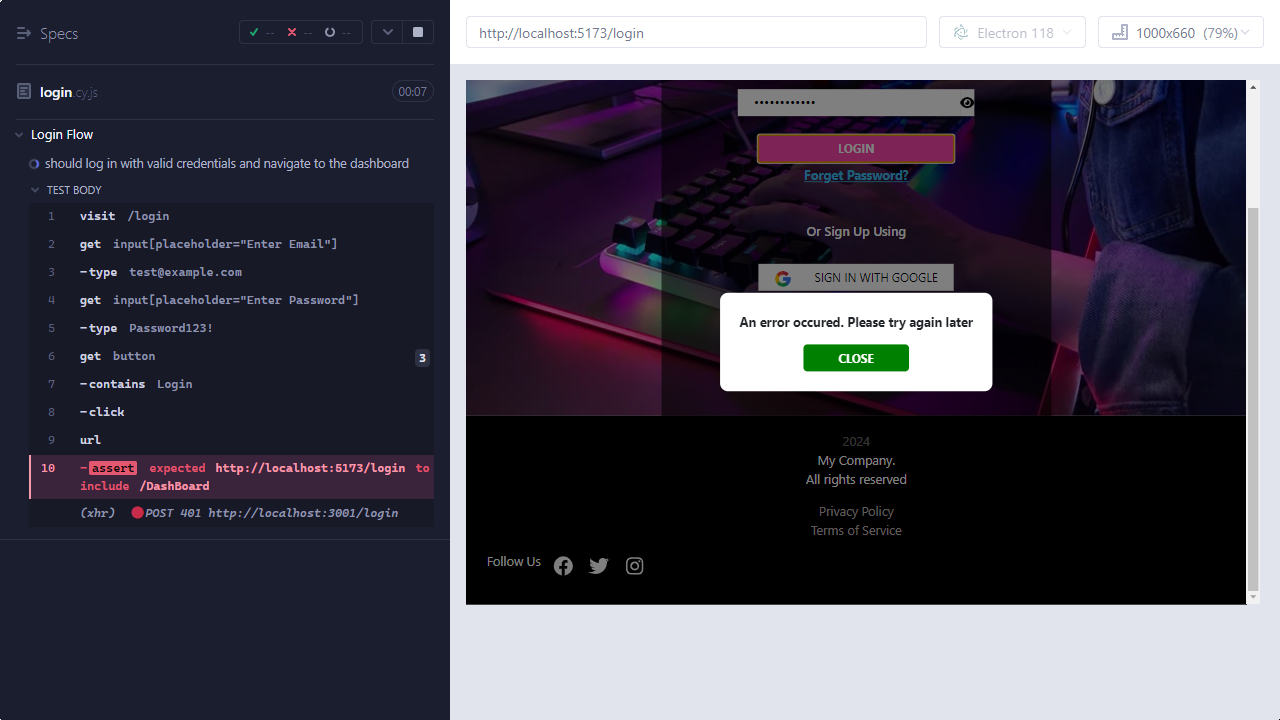 Specs
--
--
--
http://localhost:5173/login
Electron 118
1000x660 (79%)
login.cy.js
00:07
Login Flow
should log in with valid credentials and navigate to the dashboard
TEST BODY
1 visit /login
2 get input[placeholder="Enter Email"]
3 -type test@example.com
4 get input[placeholder="Enter Password"]
5 -type Password123!
6 get button 3
7 -contains Login
8 -click
9 url
10 -assert expected http://localhost:5173/login to
include /DashBoard
(xhr) POST 401 http://localhost:3001/login
••••••••••••
LOGIN
Forget Password?
Or Sign Up Using
SIGN IN WITH GOOGLE
An error occured. Please try again later
CLOSE
2024
My Company.
All rights reserved
Privacy Policy
Terms of Service
Follow Us